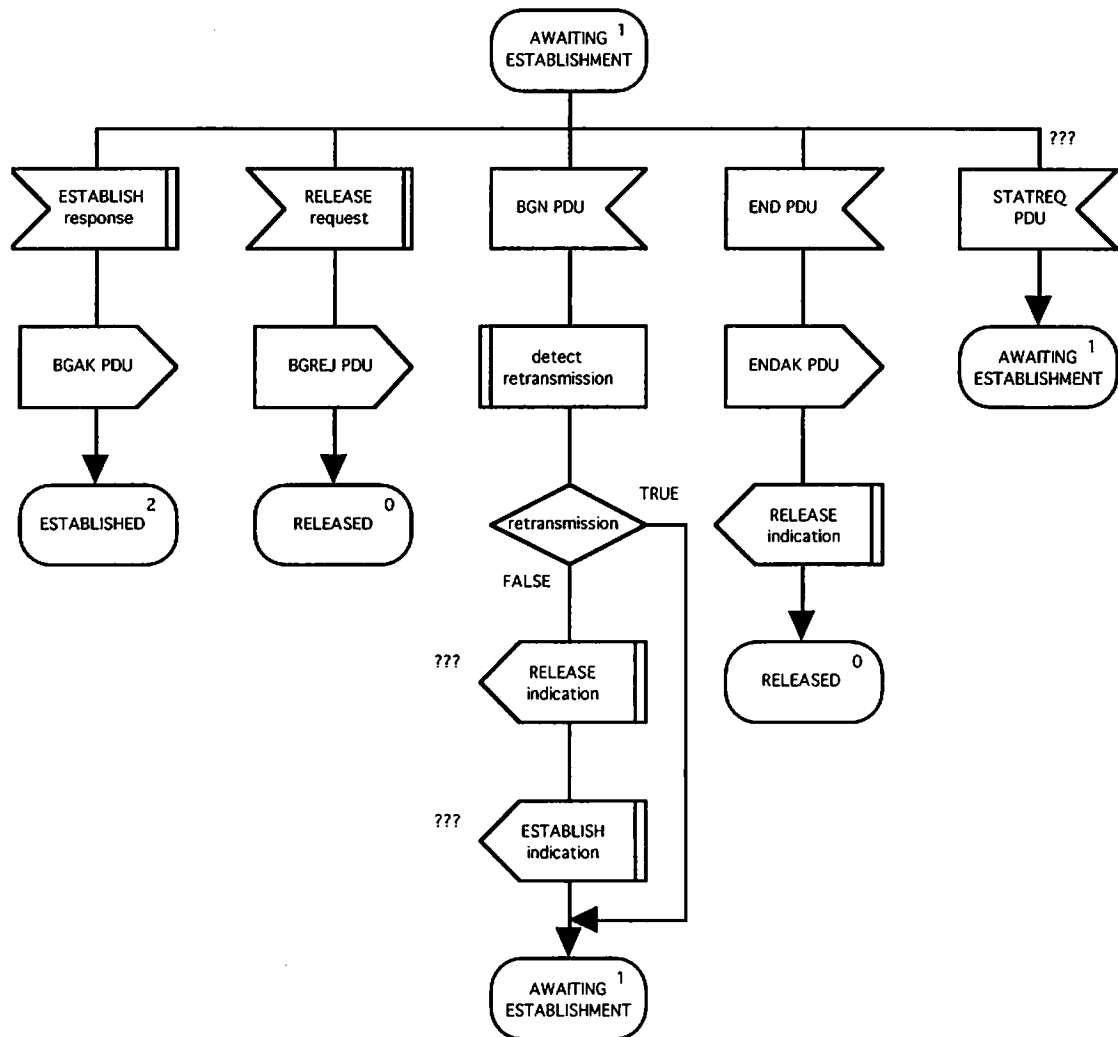 AWAITING 1
ESTABLISHMENT
???
ESTABLISH
response
RELEASE
request
BGN PDU
END PDU
STATREQ
PDU
BGAK PDU
BGREJ PDU
detect
retransmission
ENDAK PDU
AWAITING 1
ESTABLISHMENT
ESTABLISHED 2
RELEASED 0
retransmission
TRUE
FALSE
RELEASE
indication
???
RELEASE
indication
RELEASED 0
???
ESTABLISH
indication
AWAITING 1
ESTABLISHMENT